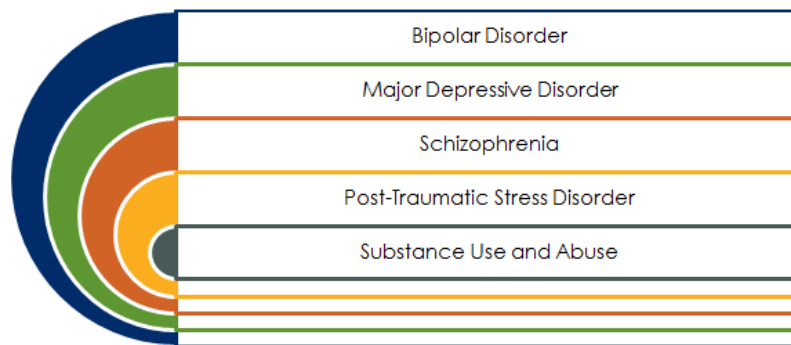 Bipolar Disorder
Major Depressive Disorder
Schizophrenia
Post-Traumatic Stress Disorder
Substance Use and Abuse